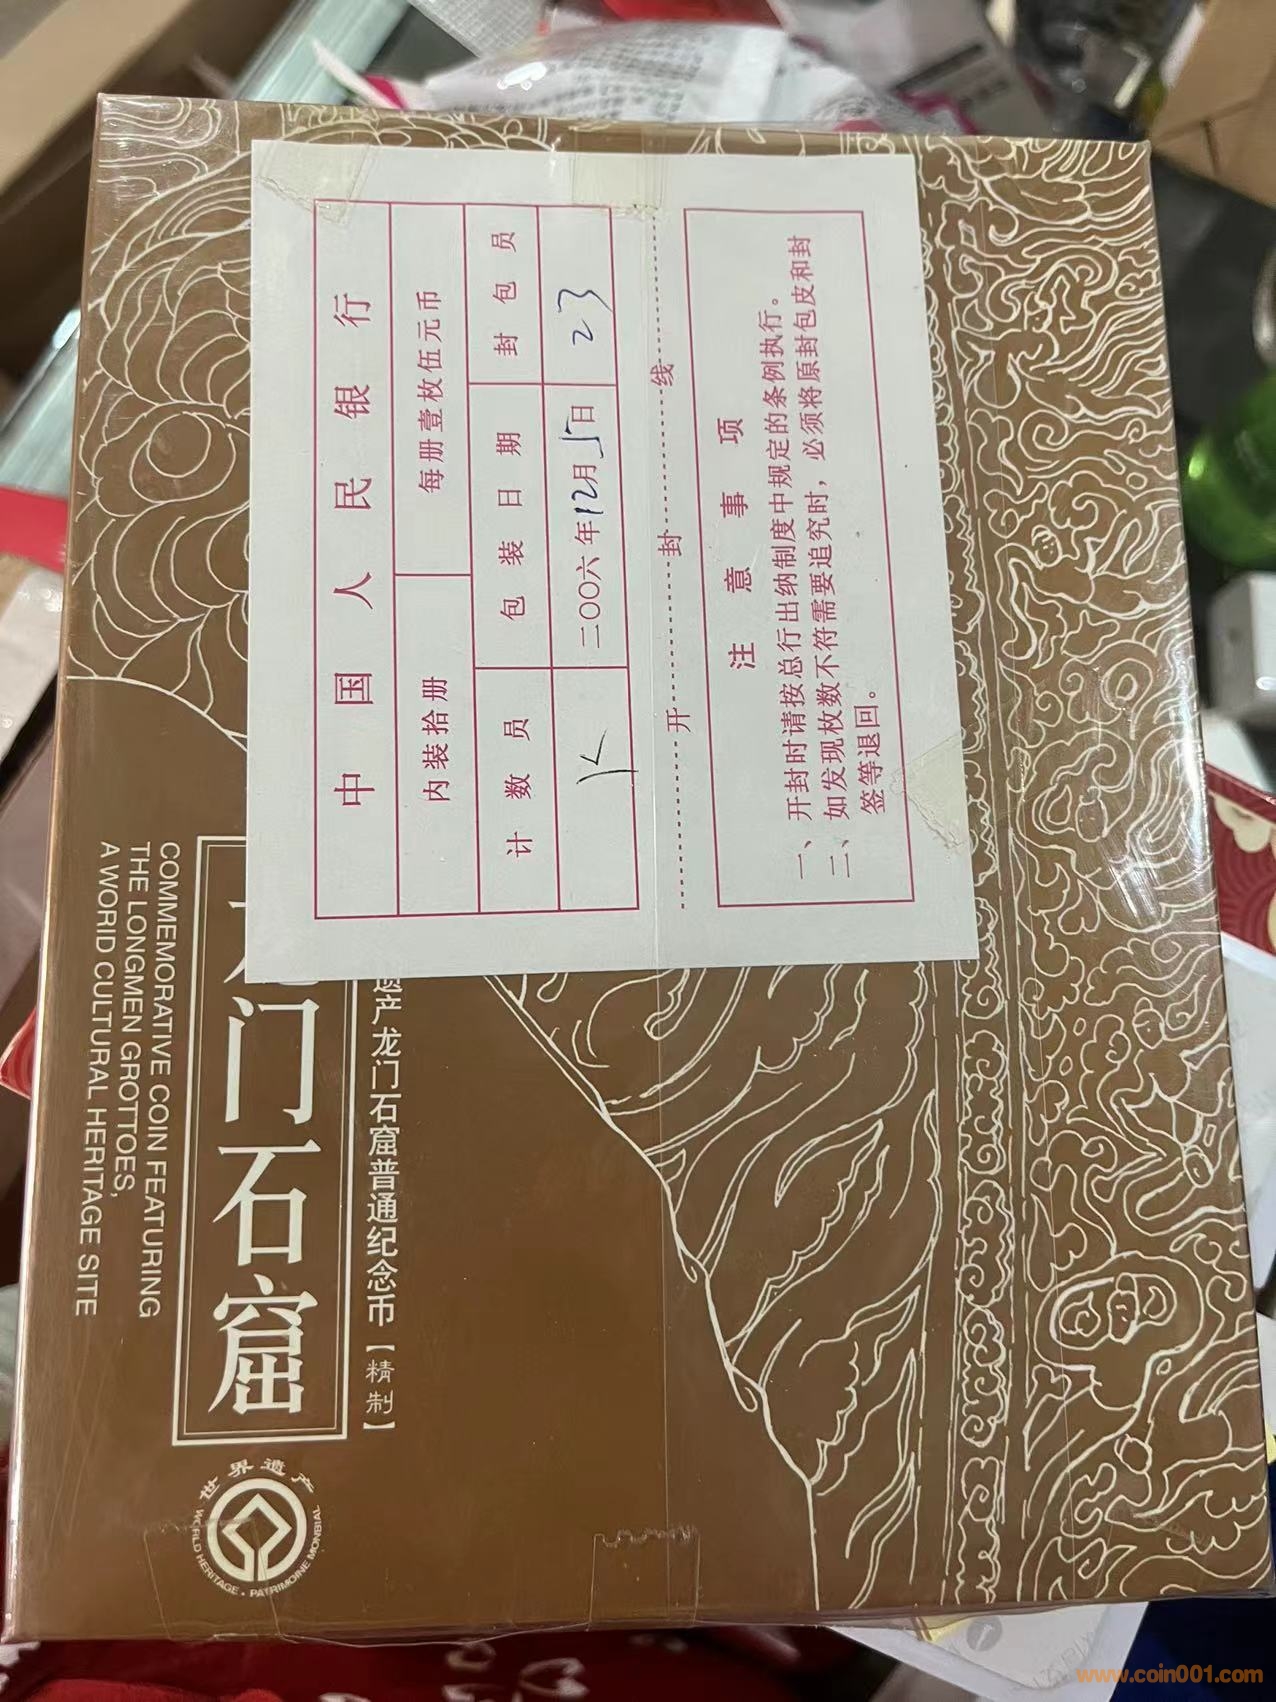 中国人民银行
内装拾册 每册壹枚伍元币
计数员 包装日期 封包员
二00六年12月5日 23
开封线
注意事项
一、开封时请按总行出纳制度中规定的条例执行。
二、如发现枚数不符需要追究时,必须将原封包皮和封
签等退回。
门石窟
遗产龙门石窟普通纪念币【精制】
COMMEMORATIVE COIN FEATURING
THE LONGMEN GROTTOES,
A WORID CULTURAL HERITAGE SITE
世界遗产
WORLD HERITAGE • PATRIMOINE MONDIAL
www.coin001.com